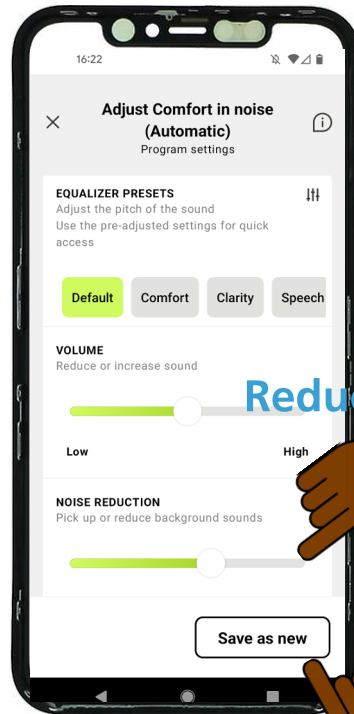 16:22
Adjust Comfort in noise
(Automatic)
Program settings
EQUALIZER PRESETS
Adjust the pitch of the sound
Use the pre-adjusted settings for quick
access
Default Comfort Clarity Speech
VOLUME
Reduce or increase sound
Reduc
Low High
NOISE REDUCTION
Pick up or reduce background sounds
Save as new